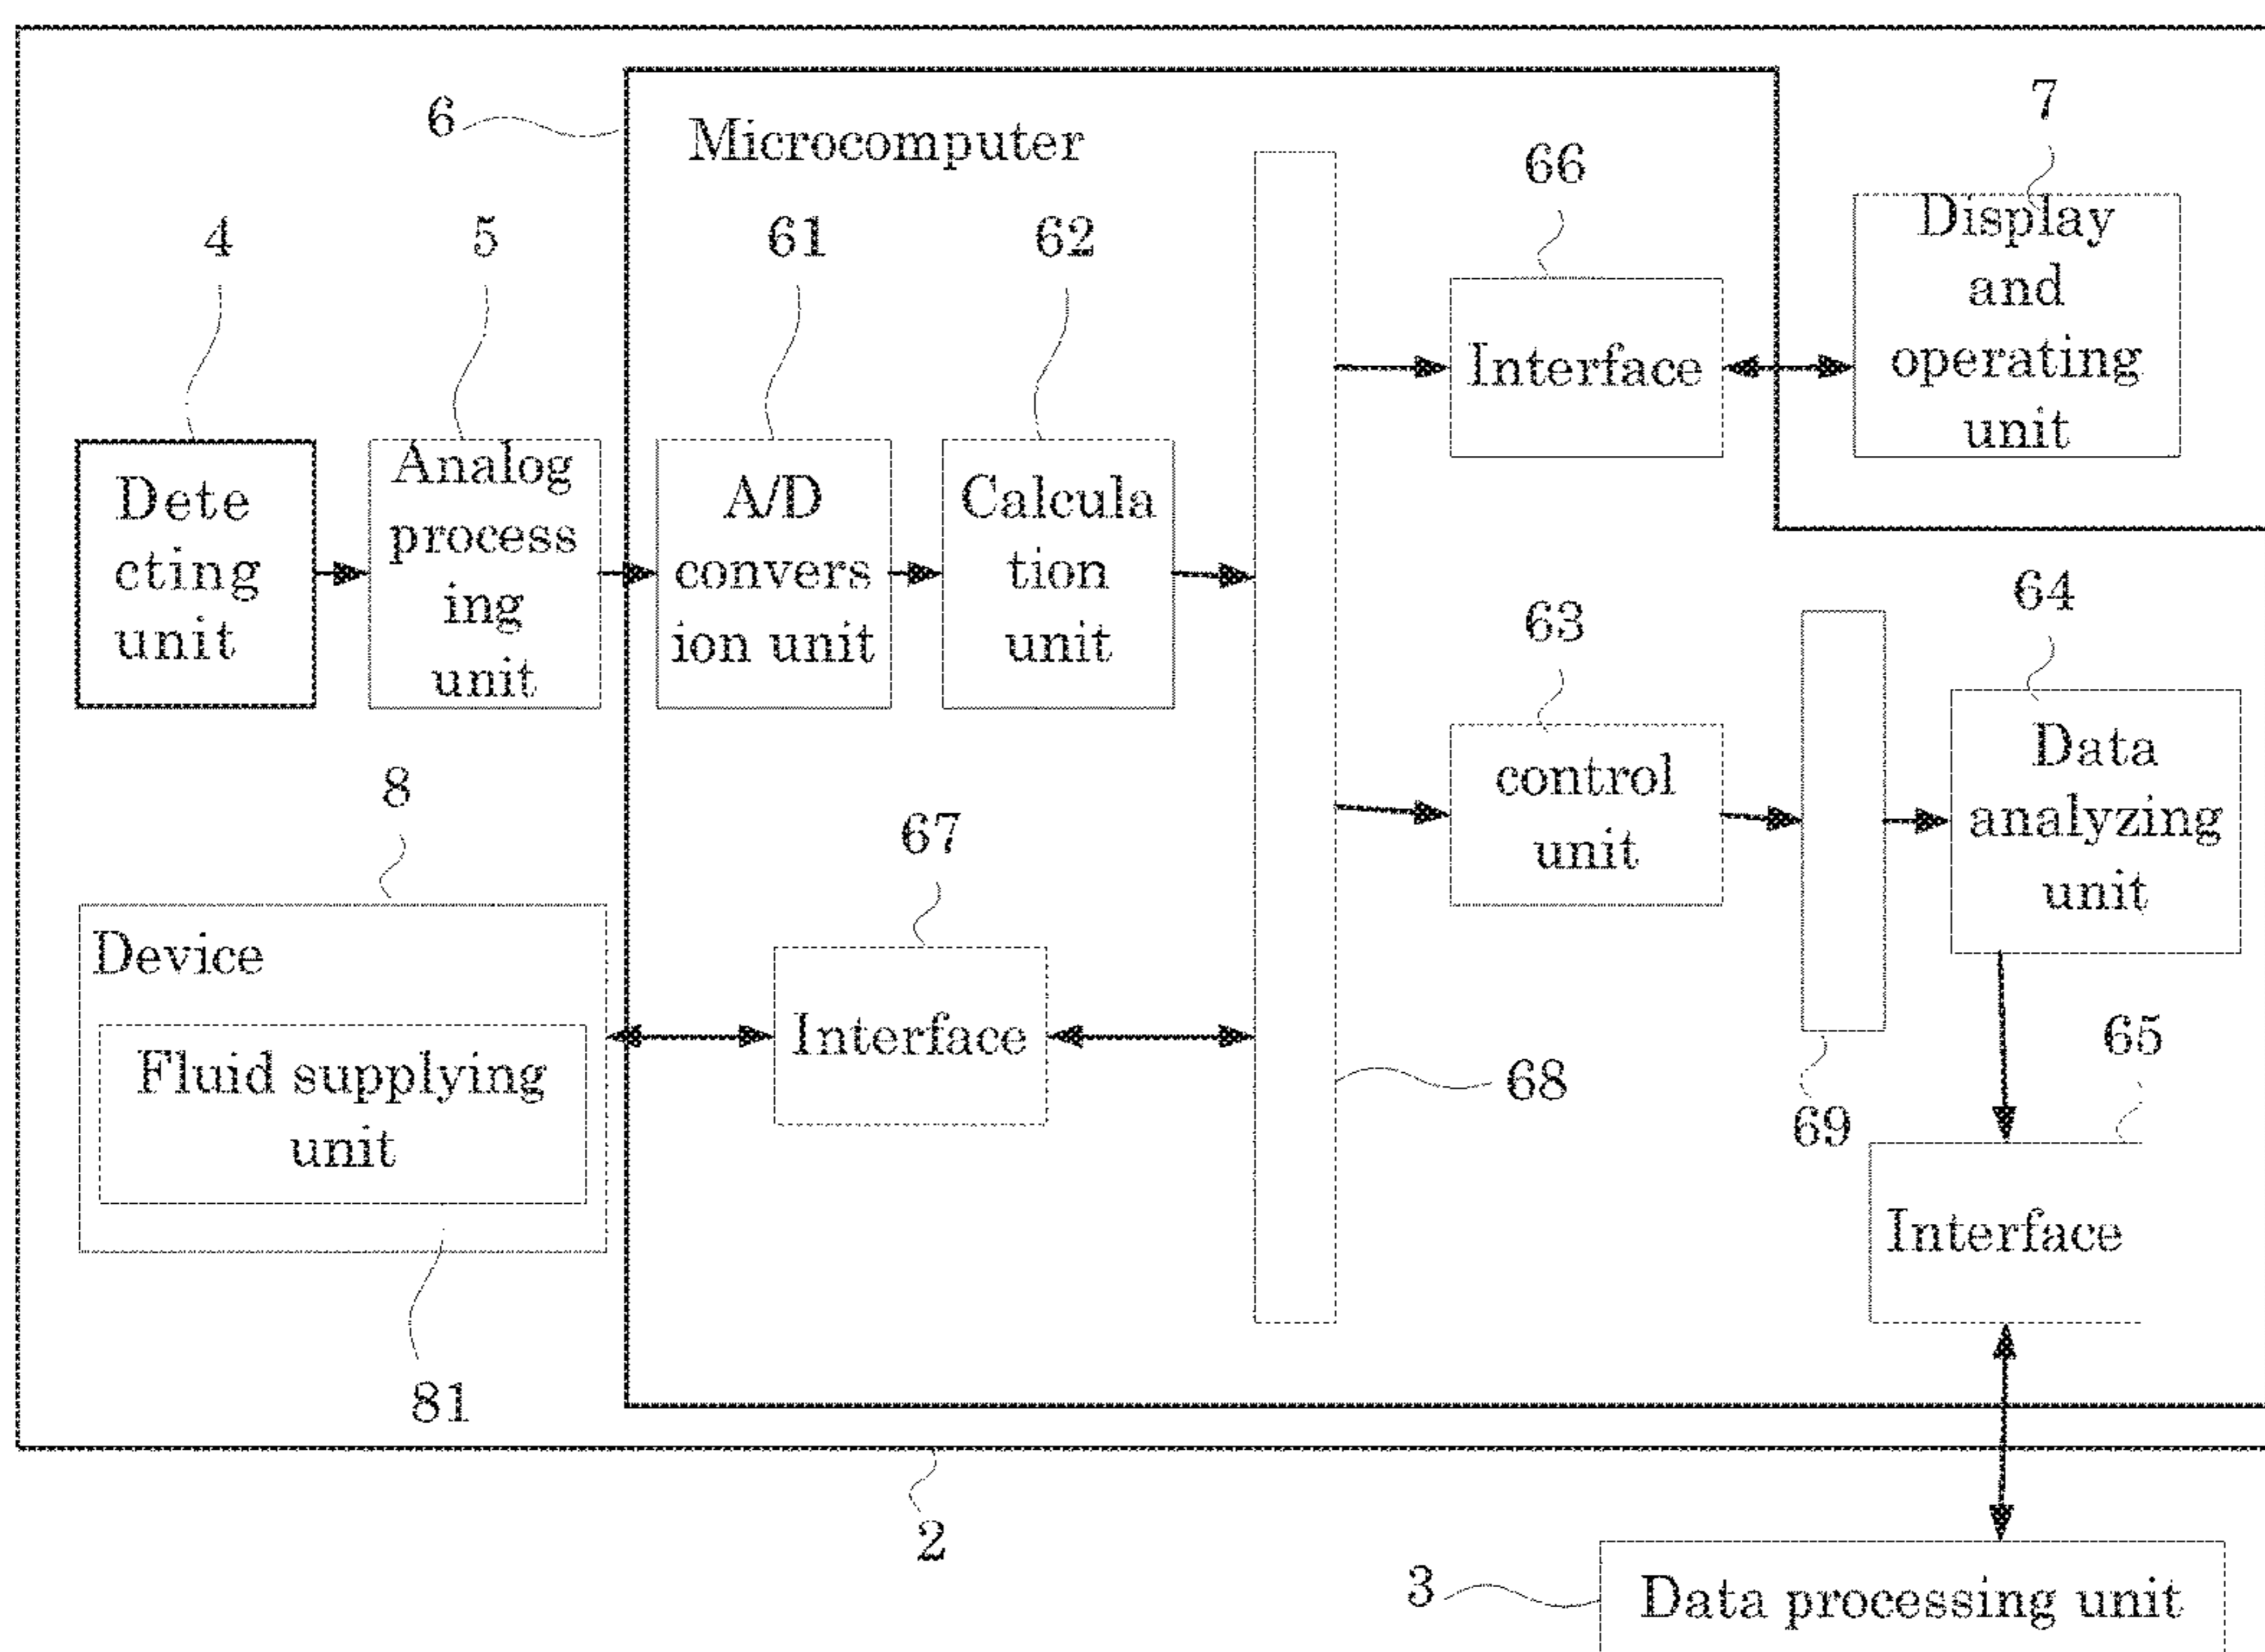 6
Microcomputer
7
66
4
5
61
62
Display
and
operating
unit
Interface
Dete
cting
unit
Analog
process
ing
unit
A/D
convers
ion unit
Calcula
tion
unit
63
64
control
unit
Data
analyzing
unit
8
67
Device
Fluid supplying
unit
Interface
68
69
65
Interface
81
2
3
Data processing unit